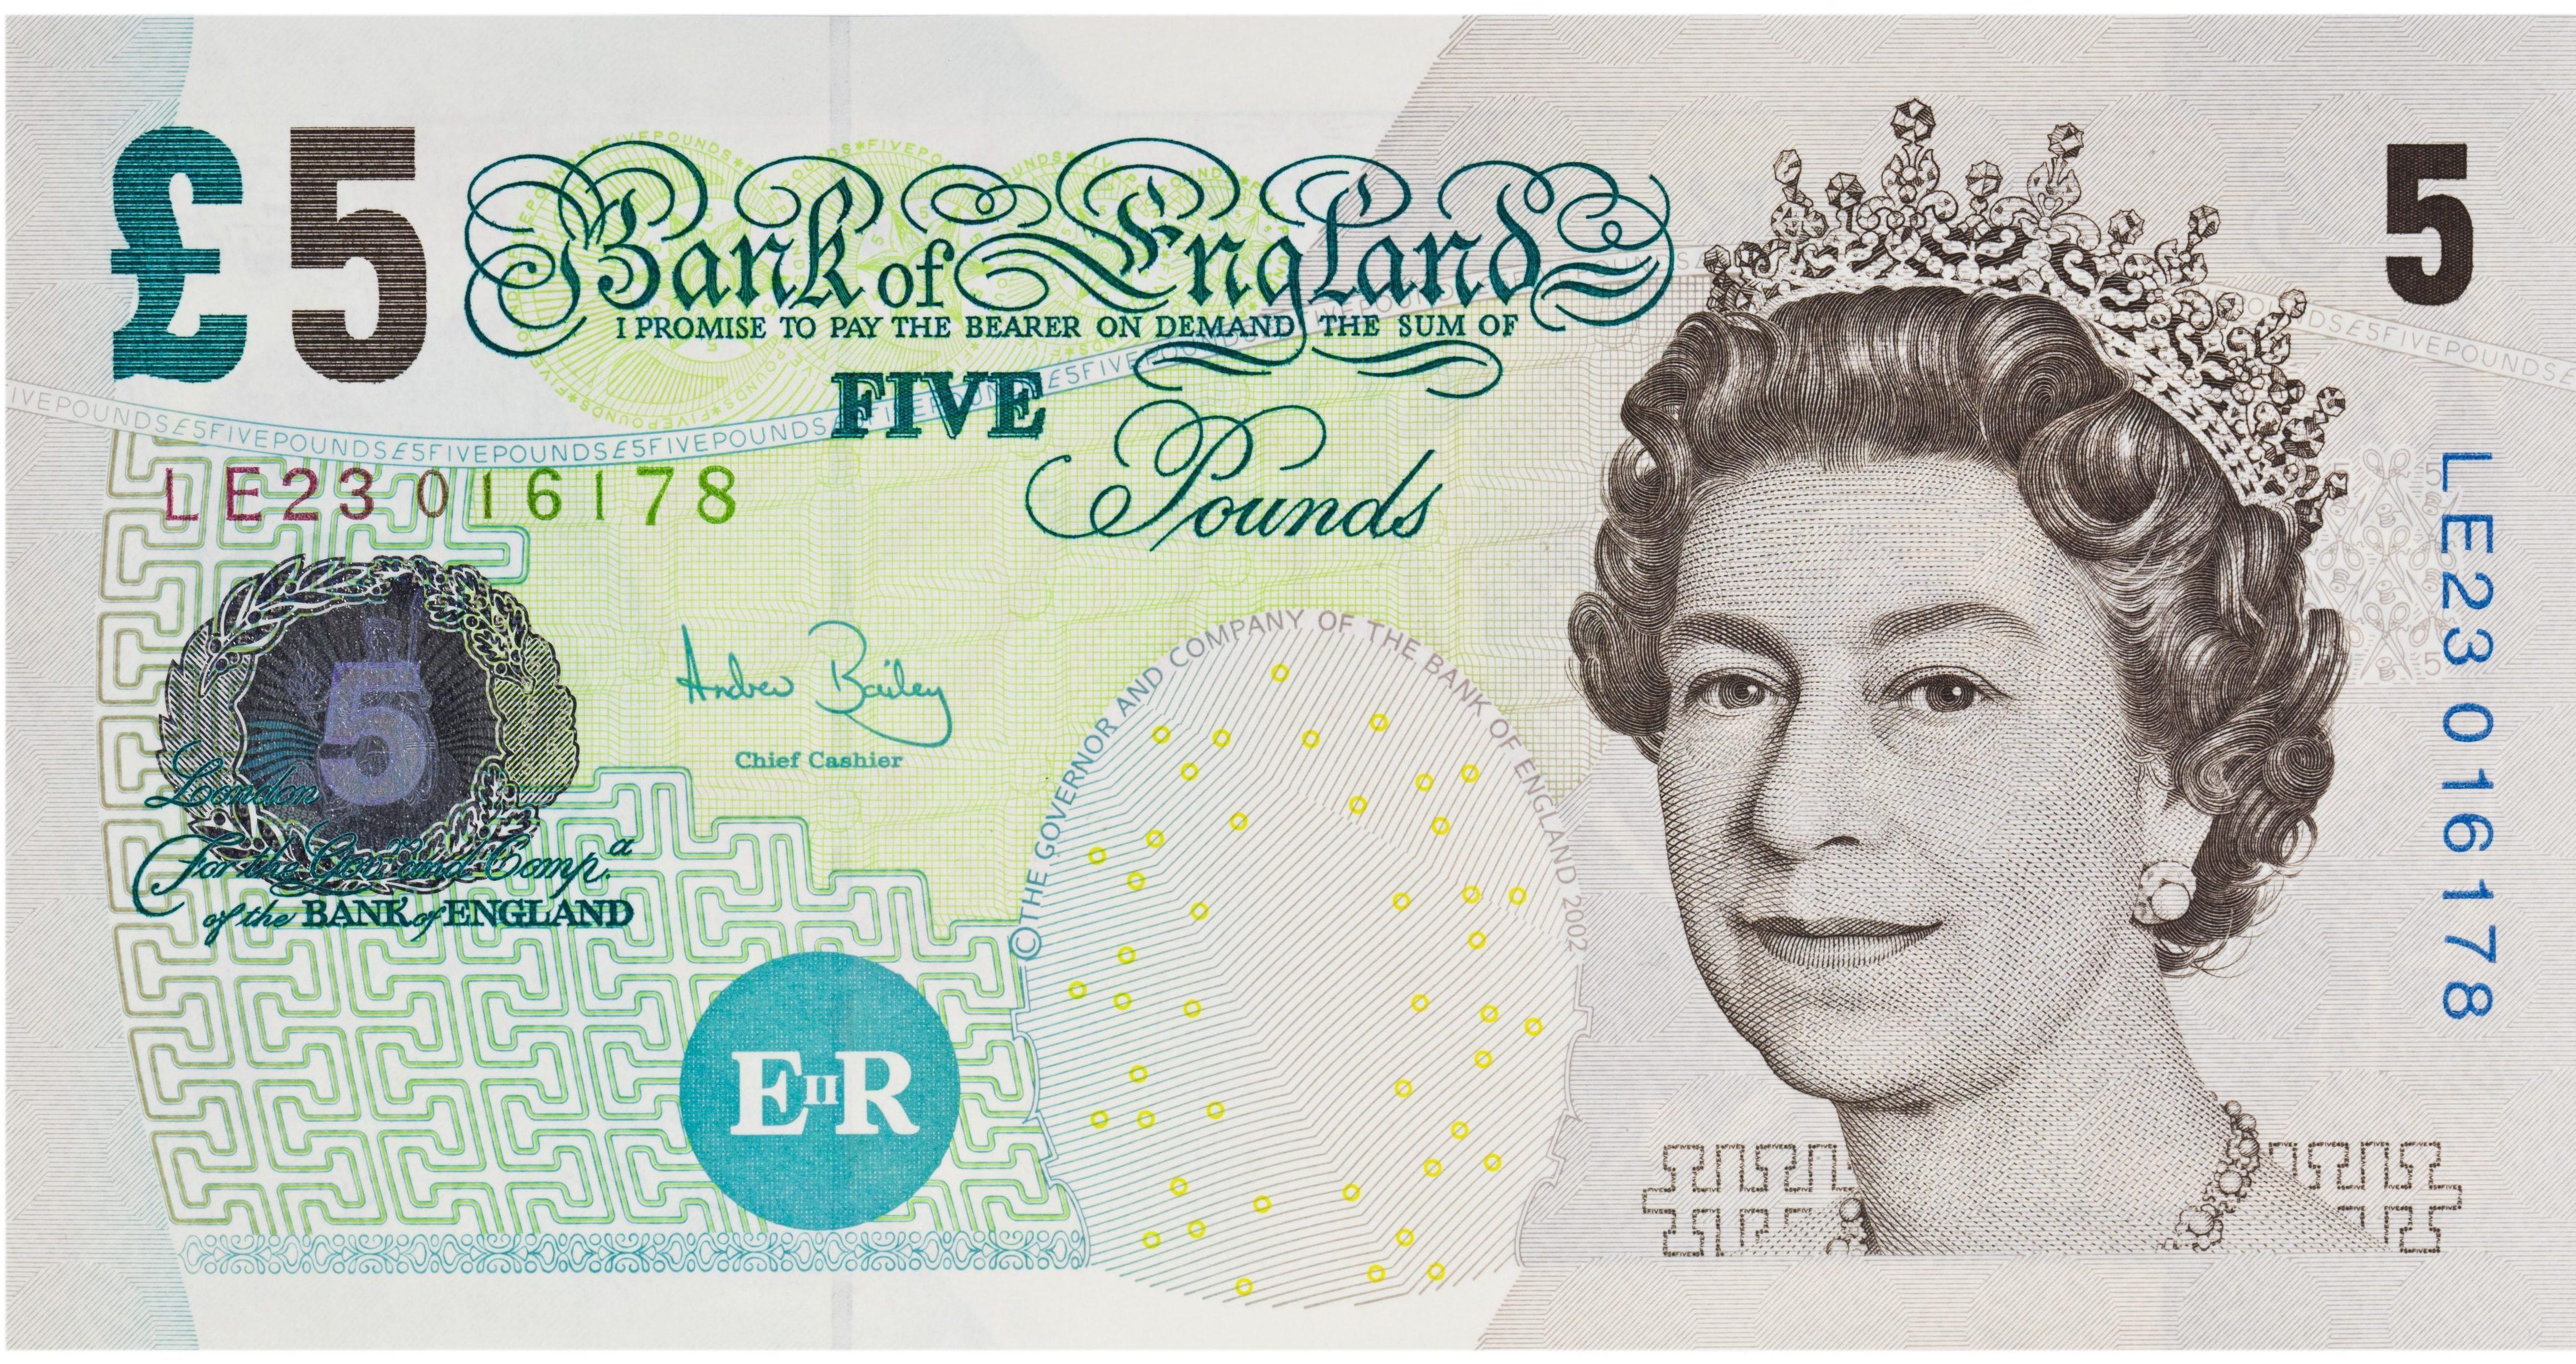 £5
Bank of England
5
I PROMISE TO PAY THE BEARER ON DEMAND THE SUM OF
FIVE
Pounds
IVEPOUNDS£5FIVEPOUNDS£5FIVEPOUNDS£5FIVEPOUNDS
LE23 016178
LE23 016178
5
Andrew Bailey
Chief Cashier
London
For the Govr and Compa.
of the BANK of ENGLAND
© THE GOVERNOR AND COMPANY OF THE BANK OF ENGLAND 2002
EIIR